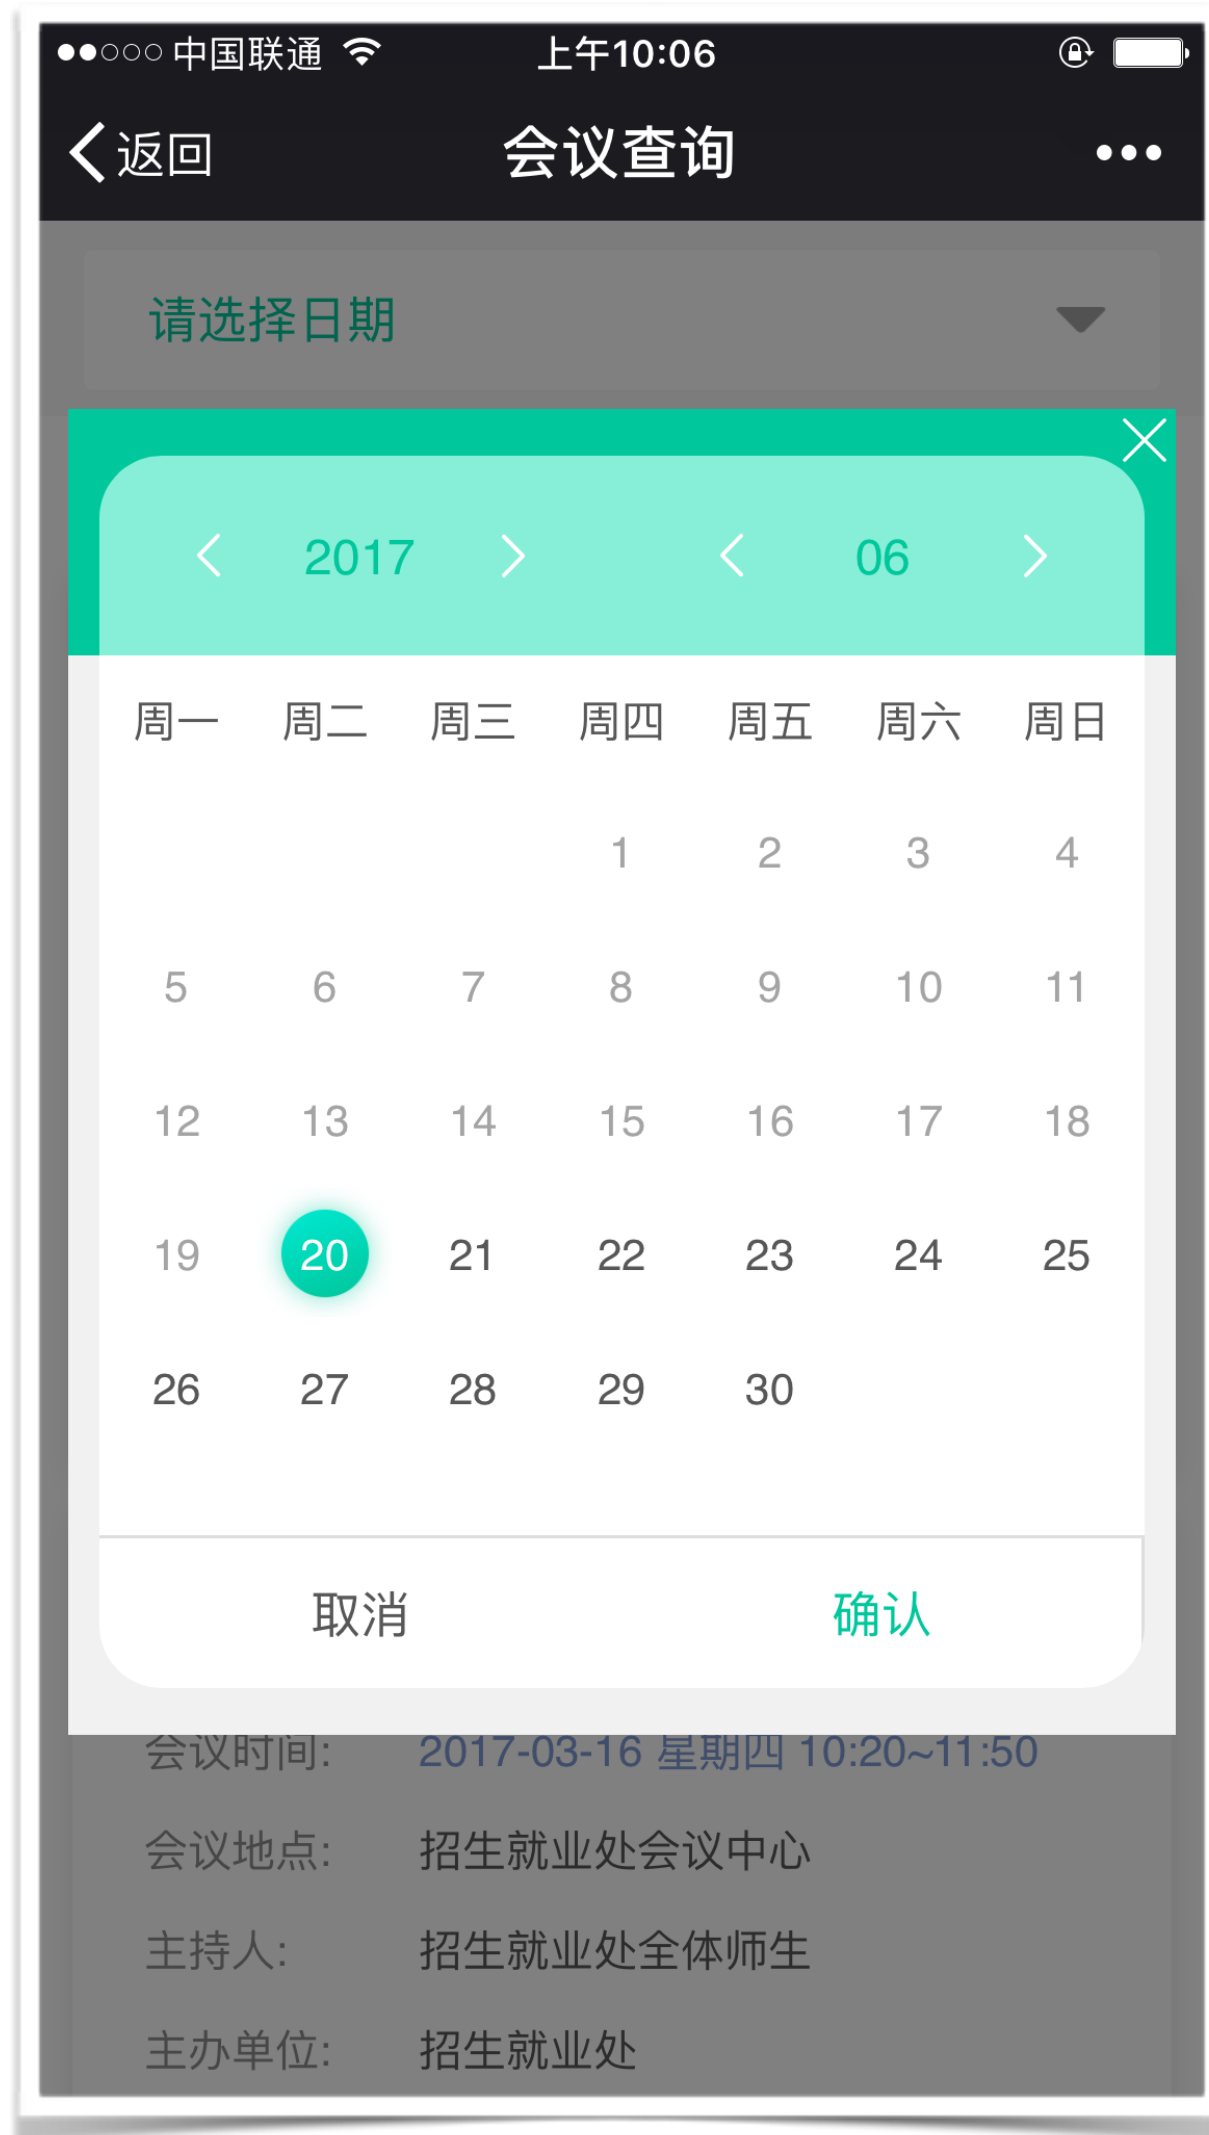 中国联通 上午10:06
返回 会议查询
请选择日期
2017 06
周一 周二 周三 周四 周五 周六 周日
1 2 3 4
5 6 7 8 9 10 11
12 13 14 15 16 17 18
19 20 21 22 23 24 25
26 27 28 29 30
取消 确认
会议时间: 2017-03-16 星期四 10:20~11:50
会议地点: 招生就业处会议中心
主持人: 招生就业处全体师生
主办单位: 招生就业处